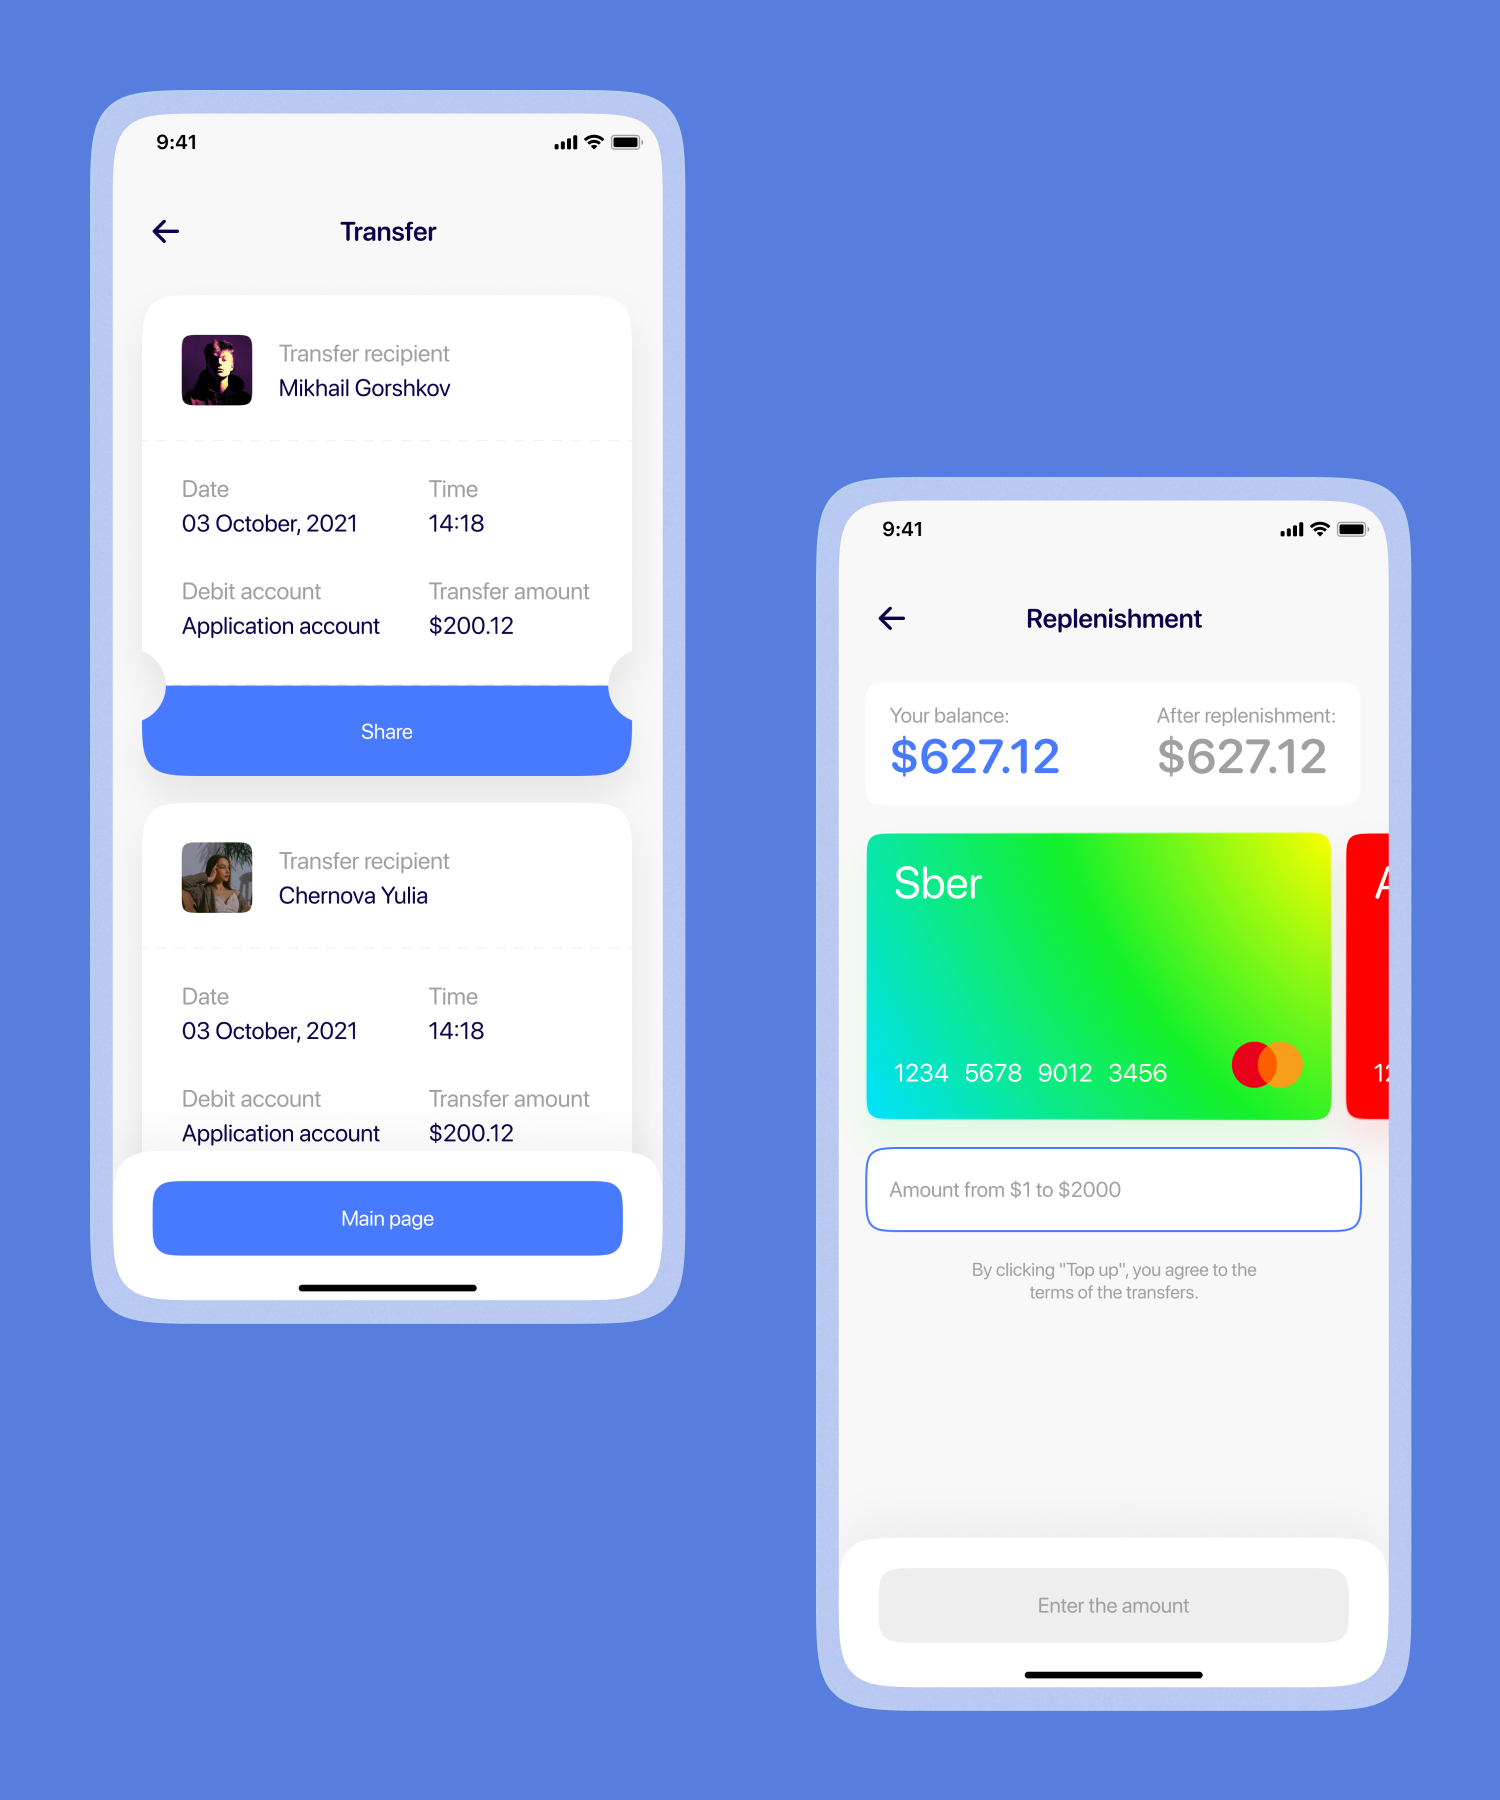 9:41
Transfer
Transfer recipient
Mikhail Gorshkov
Date
Time
03 October, 2021
14:18
Debit account
Transfer amount
Application account
$200.12
Share
Transfer recipient
Chernova Yulia
Date
Time
03 October, 2021
14:18
Debit account
Transfer amount
Application account
$200.12
Main page
9:41
Replenishment
Your balance:
After replenishment:
$627.12
$627.12
Sber
1234 5678 9012 3456
Amount from $1 to $2000
By clicking "Top up", you agree to the
terms of the transfers.
Enter the amount